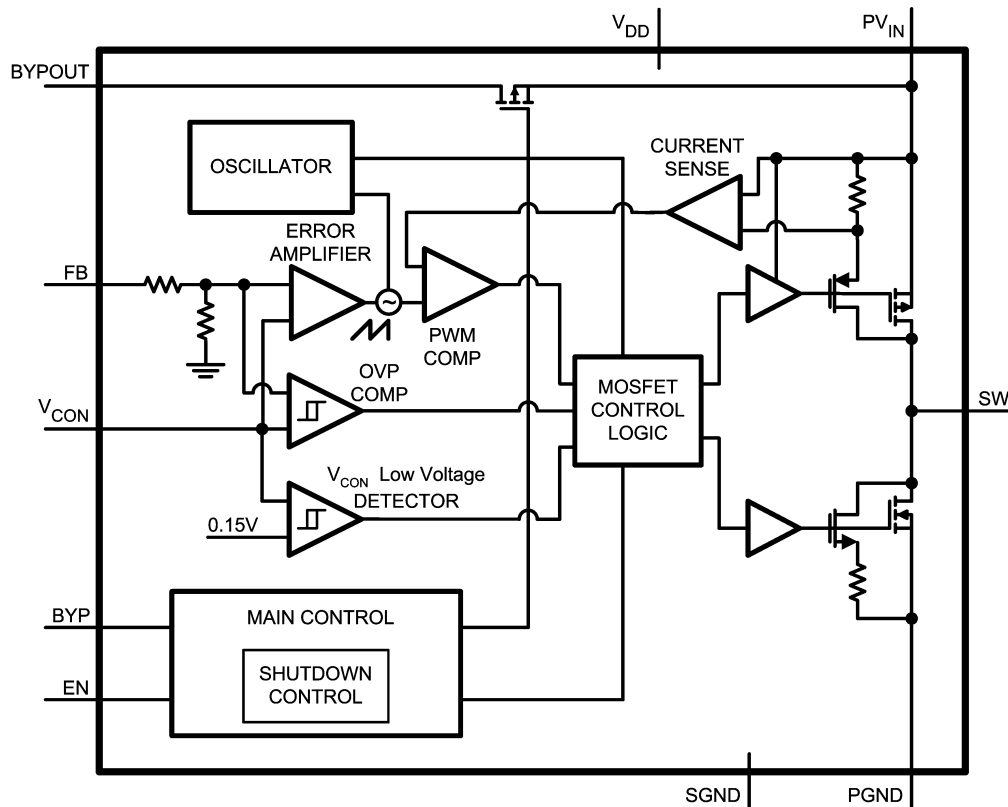 V_DD
PV_IN
BYPOUT
OSCILLATOR
CURRENT
SENSE
ERROR
AMPLIFIER
FB
~
PWM
COMP
OVP
COMP
MOSFET
CONTROL
LOGIC
SW
V_CON
V_CON Low Voltage
DETECTOR
0.15V
BYP
MAIN CONTROL
SHUTDOWN
CONTROL
EN
SGND
PGND